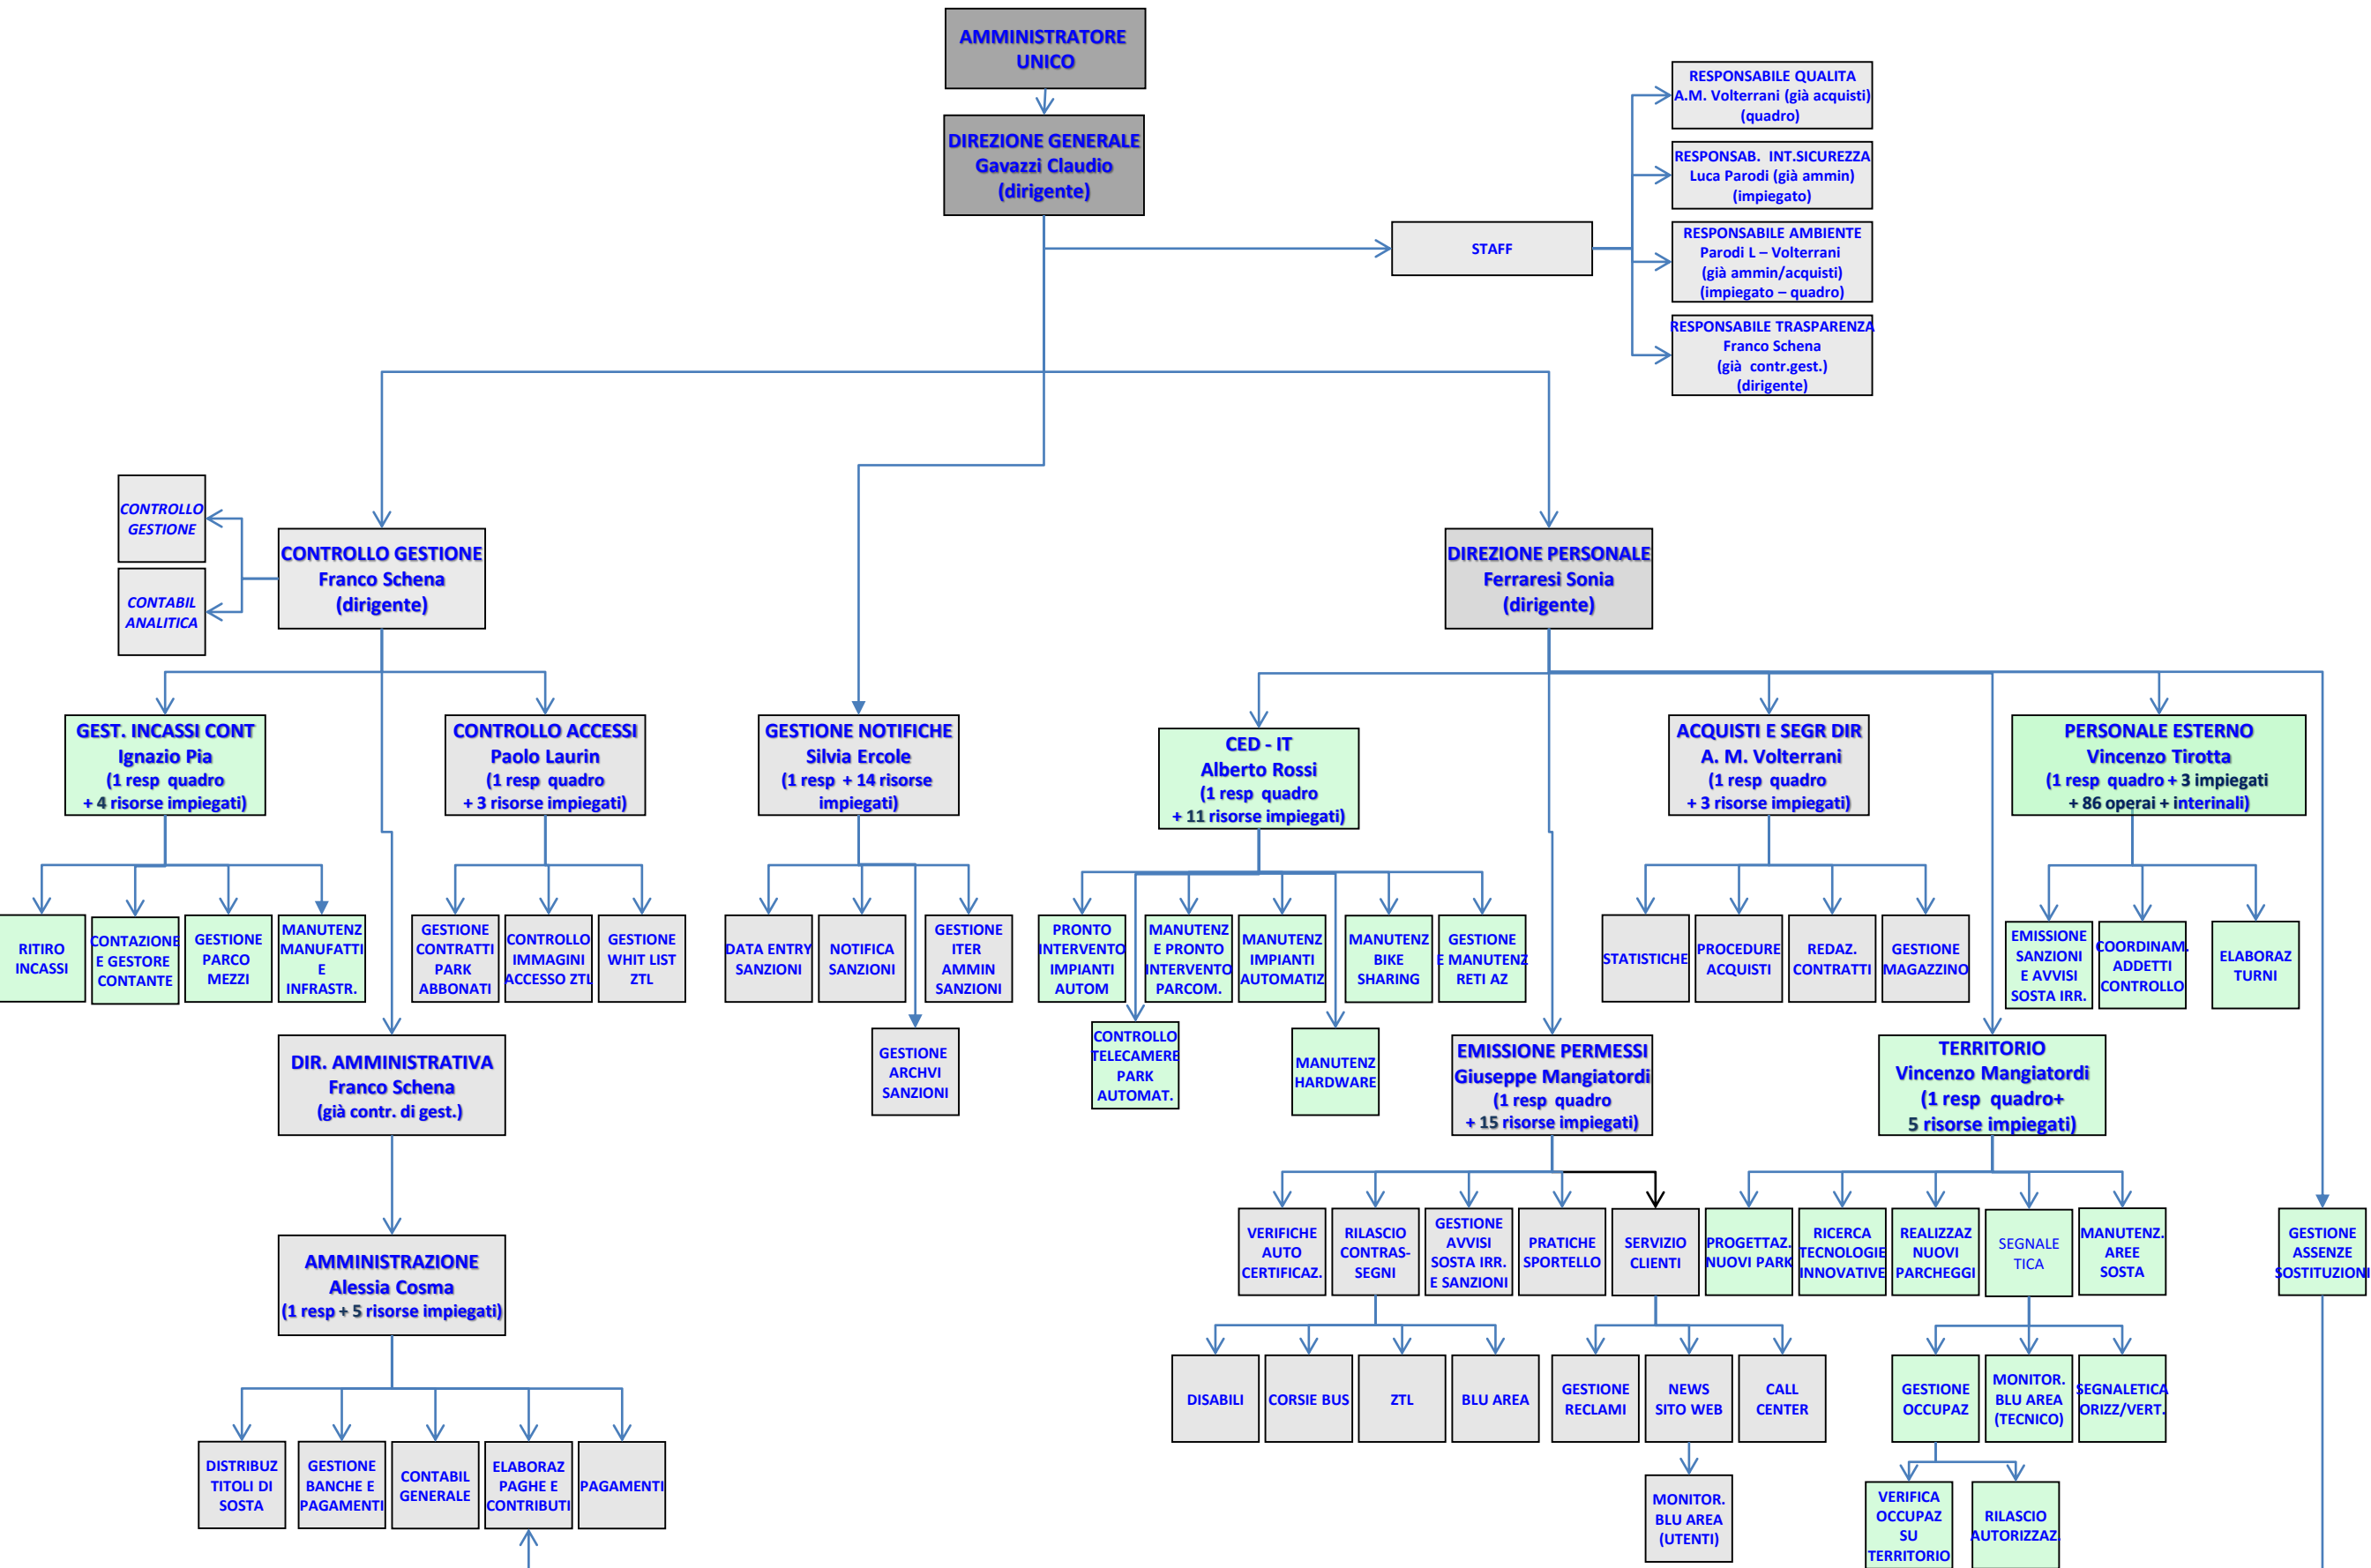 AMMINISTRATORE
UNICO
DIREZIONE GENERALE
Gavazzi Claudio
(dirigente)
RESPONSABILE QUALITA
A.M. Volterrani (già acquisti)
(quadro)
RESPONSAB. INT.SICUREZZA
Luca Parodi (già ammin)
(impiegato)
STAFF
RESPONSABILE AMBIENTE
Parodi L – Volterrani
(già ammin/acquisti)
(impiegato – quadro)
RESPONSABILE TRASPARENZA
Franco Schena
(già contr.gest.)
(dirigente)
CONTROLLO
GESTIONE
CONTABIL
ANALITICA
CONTROLLO GESTIONE
Franco Schena
(dirigente)
DIREZIONE PERSONALE
Ferraresi Sonia
(dirigente)
GEST. INCASSI CONT
Ignazio Pia
(1 resp quadro
+ 4 risorse impiegati)
CONTROLLO ACCESSI
Paolo Laurin
(1 resp quadro
+ 3 risorse impiegati)
GESTIONE NOTIFICHE
Silvia Ercole
(1 resp + 14 risorse
impiegati)
CED - IT
Alberto Rossi
(1 resp quadro
+ 11 risorse impiegati)
ACQUISTI E SEGR DIR
A. M. Volterrani
(1 resp quadro
+ 3 risorse impiegati)
PERSONALE ESTERNO
Vincenzo Tirotta
(1 resp quadro + 3 impiegati
+ 86 operai + interinali)
RITIRO
INCASSI
CONTAZIONE
E GESTORE
CONTANTE
GESTIONE
PARCO
MEZZI
MANUTENZ
MANUFATTI
E
INFRASTR.
GESTIONE
CONTRATTI
PARK
ABBONATI
CONTROLLO
IMMAGINI
ACCESSO ZTL
GESTIONE
WHIT LIST
ZTL
DATA ENTRY
SANZIONI
NOTIFICA
SANZIONI
GESTIONE
ITER
AMMIN
SANZIONI
PRONTO
INTERVENTO
IMPIANTI
AUTOM
MANUTENZ
E PRONTO
INTERVENTO
PARCOM.
MANUTENZ
IMPIANTI
AUTOMATIZ
MANUTENZ
BIKE
SHARING
GESTIONE
E MANUTENZ
RETI AZ
STATISTICHE
PROCEDURE
ACQUISTI
REDAZ.
CONTRATTI
GESTIONE
MAGAZZINO
EMISSIONE
SANZIONI
E AVVISI
SOSTA IRR.
COORDINAM.
ADDETTI
CONTROLLO
ELABORAZ
TURNI
GESTIONE
ARCHVI
SANZIONI
CONTROLLO
TELECAMERE
PARK
AUTOMAT.
MANUTENZ
HARDWARE
DIR. AMMINISTRATIVA
Franco Schena
(già contr. di gest.)
EMISSIONE PERMESSI
Giuseppe Mangiatordi
(1 resp quadro
+ 15 risorse impiegati)
TERRITORIO
Vincenzo Mangiatordi
(1 resp quadro+
5 risorse impiegati)
VERIFICHE
AUTO
CERTIFICAZ.
RILASCIO
CONTRAS-
SEGNI
GESTIONE
AVVISI
SOSTA IRR.
E SANZIONI
PRATICHE
SPORTELLO
SERVIZIO
CLIENTI
PROGETTAZ.
NUOVI PARK
RICERCA
TECNOLOGIE
INNOVATIVE
REALIZZAZ
NUOVI
PARCHEGGI
SEGNALE
TICA
MANUTENZ.
AREE
SOSTA
GESTIONE
ASSENZE
SOSTITUZIONI
AMMINISTRAZIONE
Alessia Cosma
(1 resp + 5 risorse impiegati)
DISABILI
CORSIE BUS
ZTL
BLU AREA
GESTIONE
RECLAMI
NEWS
SITO WEB
CALL
CENTER
GESTIONE
OCCUPAZ
MONITOR.
BLU AREA
(TECNICO)
SEGNALETICA
ORIZZ/VERT.
DISTRIBUZ
TITOLI DI
SOSTA
GESTIONE
BANCHE E
PAGAMENTI
CONTABIL
GENERALE
ELABORAZ
PAGHE E
CONTRIBUTI
PAGAMENTI
MONITOR.
BLU AREA
(UTENTI)
VERIFICA
OCCUPAZ
SU
TERRITORIO
RILASCIO
AUTORIZZAZ.